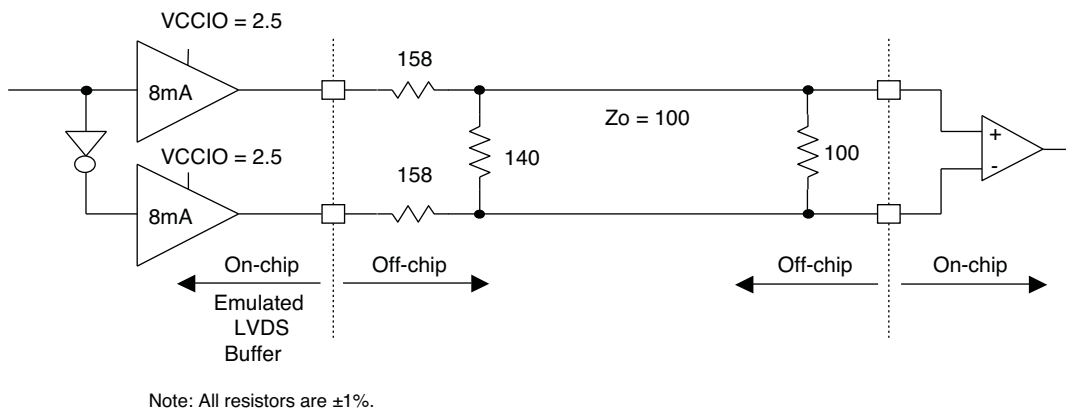 VCCIO = 2.5
8mA
158
Zo = 100
140
100
+
-
VCCIO = 2.5
8mA
158
On-chip
Off-chip
Off-chip
On-chip
Emulated
LVDS
Buffer
Note: All resistors are ±1%.